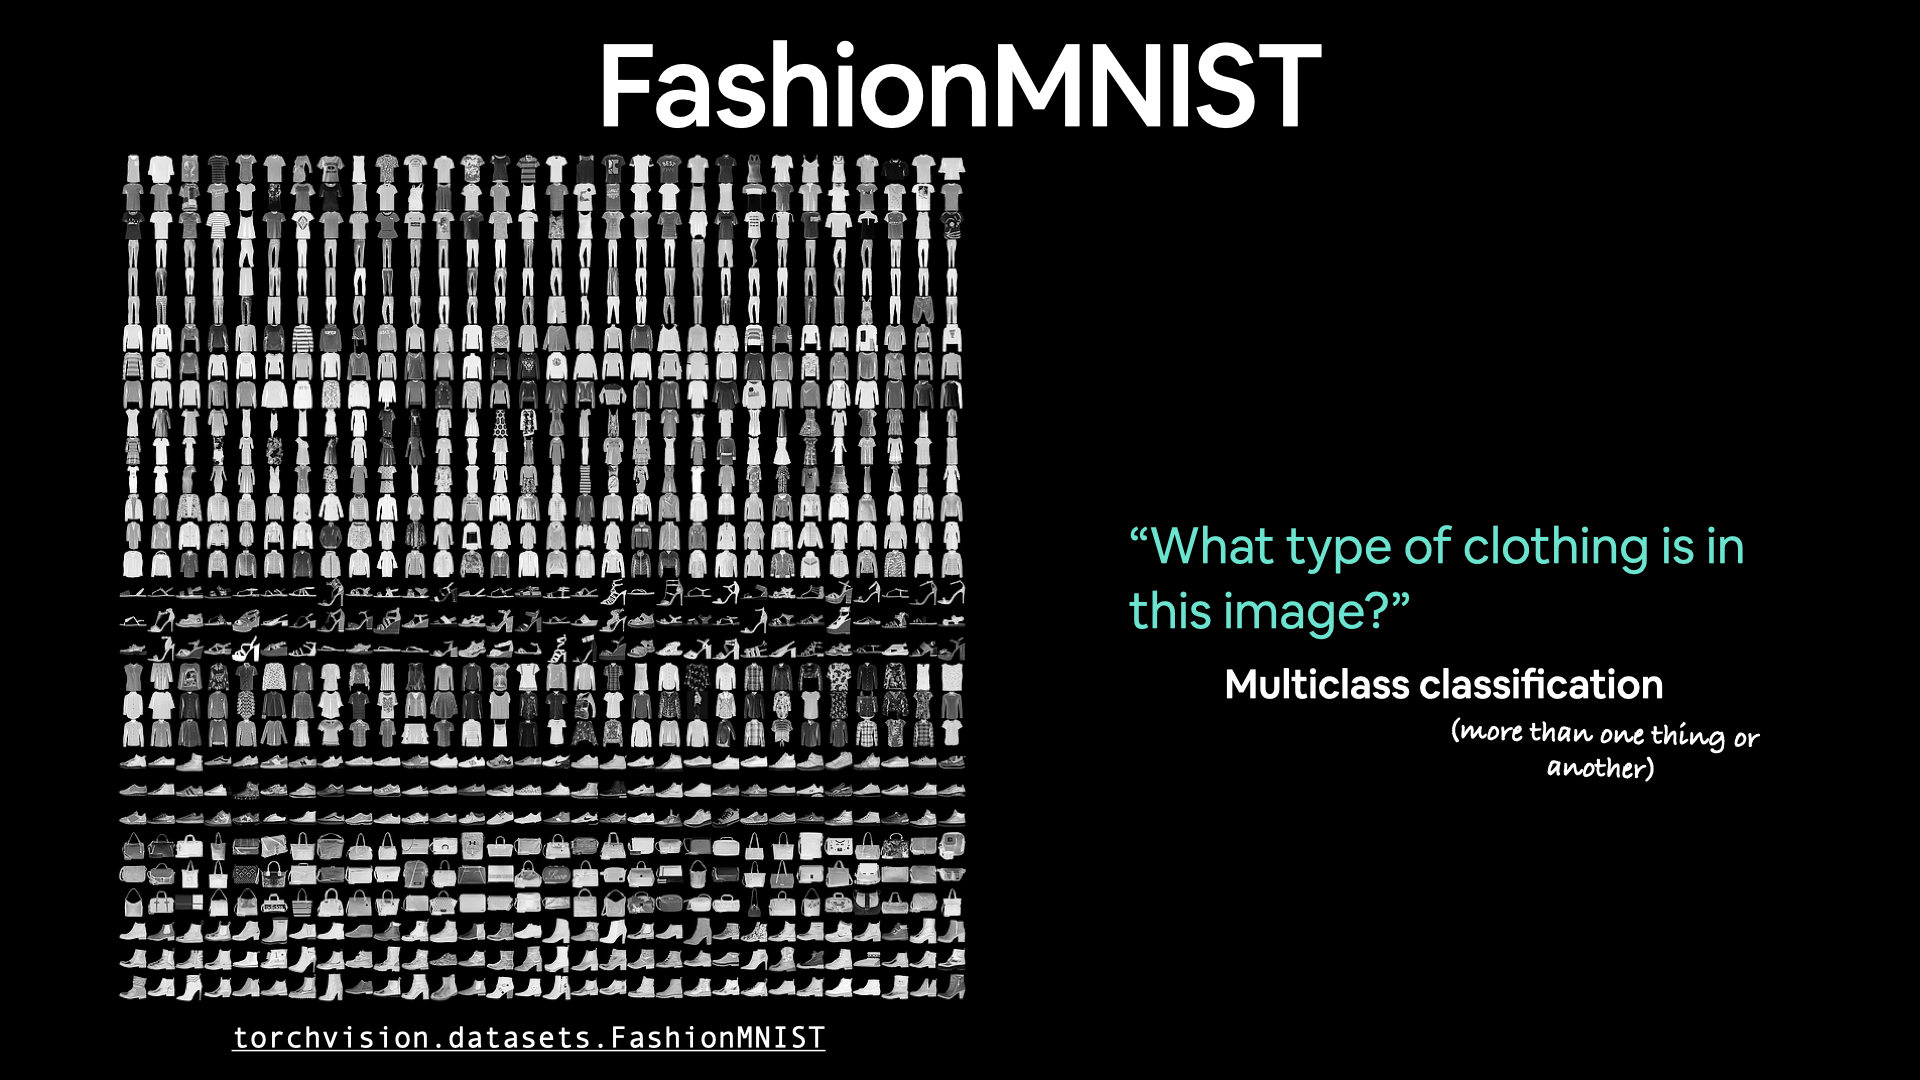 FashionMNIST
“What type of clothing is in
this image?”
Multiclass classification
(more than one thing or
another)
torchvision.datasets.FashionMNIST